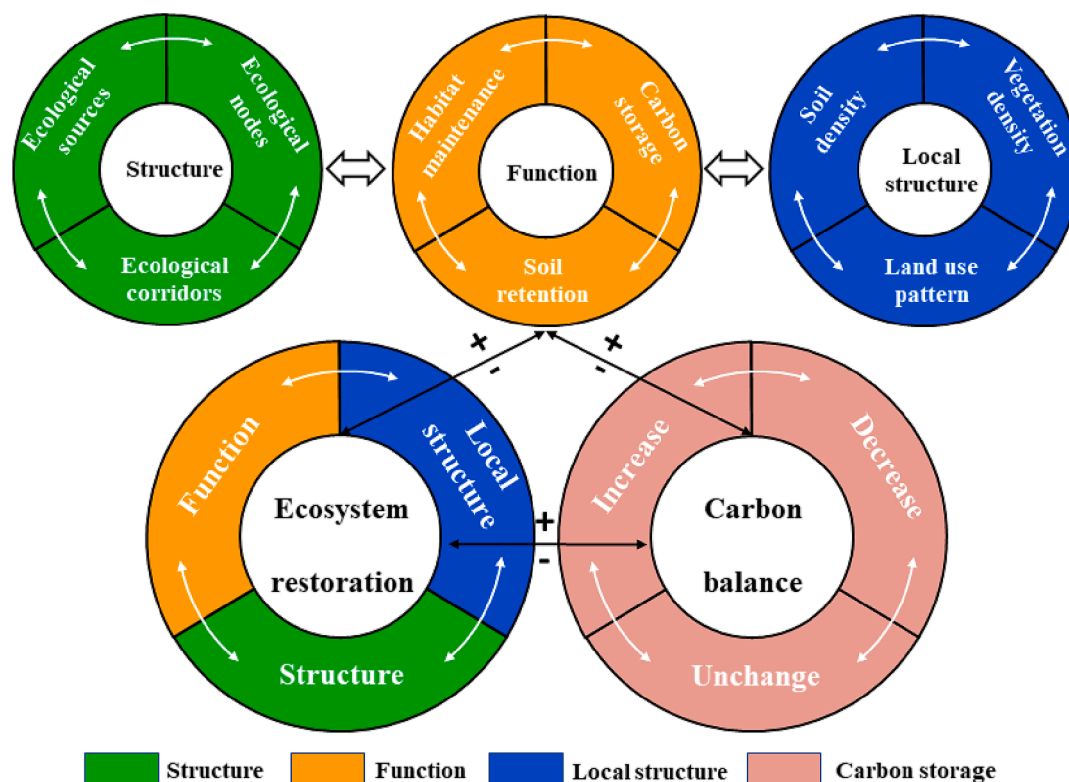 Ecological
sources
Ecological
nodes
Structure
Ecological
corridors
Habitat
maintenance
Carbon
storage
Function
Soil
retention
Soil
density
Vegetation
density
Local
structure
Land use
pattern
+
-
+
-
Function
Local
structure
Ecosystem
restoration
Structure
+
-
Increase
Decrease
Carbon
balance
Unchange
Structure
Function
Local structure
Carbon storage